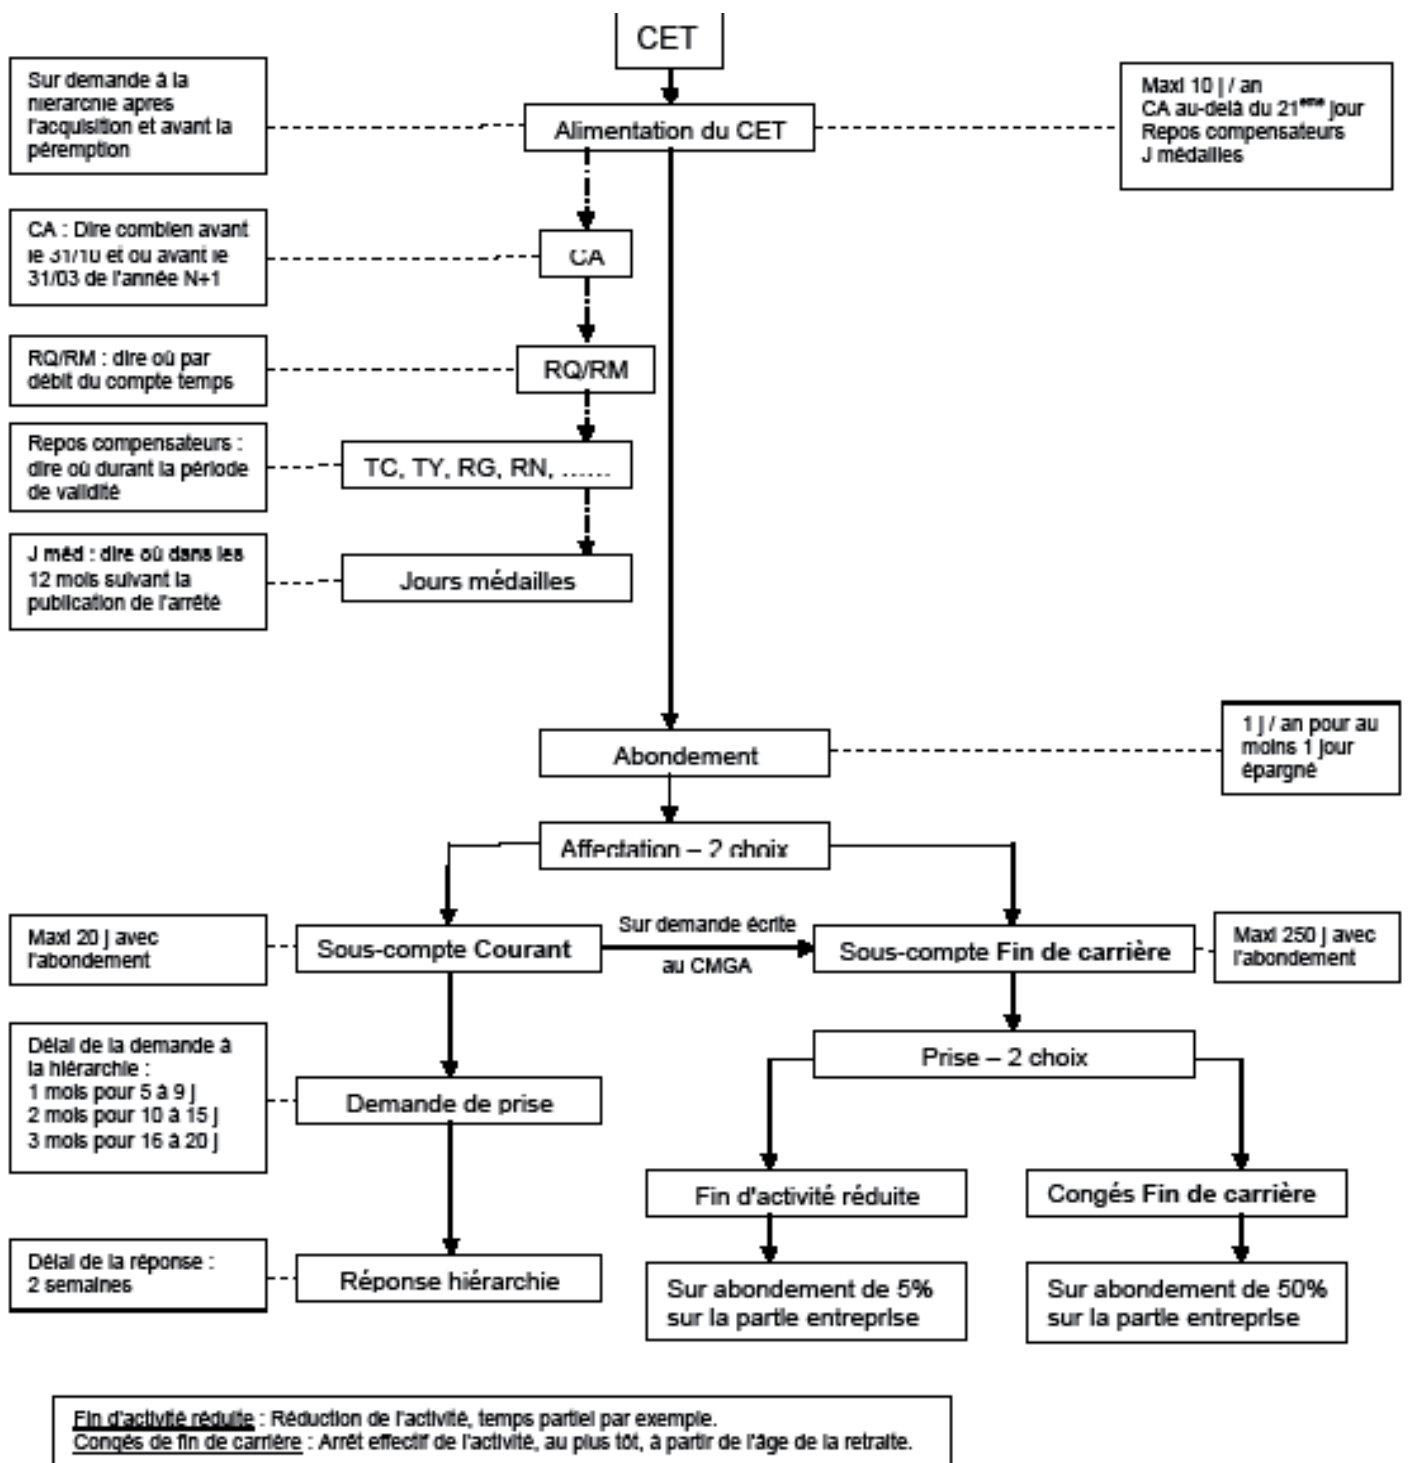 CET
Sur demande à la
hiérarchie après
l'acquisition et avant la
péremption
Alimentation du CET
Maxi 10 j / an
CA au-delà du 21ème jour
Repos compensateurs
J médailles
CA : Dire combien avant
le 31/10 et ou avant le
31/03 de l'année N+1
CA
RQ/RM : dire où par
débit du compte temps
RQ/RM
Repos compensateurs :
dire où durant la période
de validité
TC, TY, RG, RN, .......
J méd : dire où dans les
12 mois suivant la
publication de l'arrêté
Jours médailles
Abondement
1 j / an pour au
moins 1 jour
épargné
Affectation – 2 choix
Maxi 20 j avec
l'abondement
Sous-compte Courant
Sur demande écrite
au CMGA
Sous-compte Fin de carrière
Maxi 250 j avec
l'abondement
Délai de la demande à
la hiérarchie :
1 mois pour 5 à 9 j
2 mois pour 10 à 15 j
3 mois pour 16 à 20 j
Demande de prise
Prise – 2 choix
Fin d'activité réduite
Congés Fin de carrière
Délai de la réponse :
2 semaines
Réponse hiérarchie
Sur abondement de 5%
sur la partie entreprise
Sur abondement de 50%
sur la partie entreprise
Fin d'activité réduite : Réduction de l'activité, temps partiel par exemple.
Congés de fin de carrière : Arrêt effectif de l'activité, au plus tôt, à partir de l'âge de la retraite.